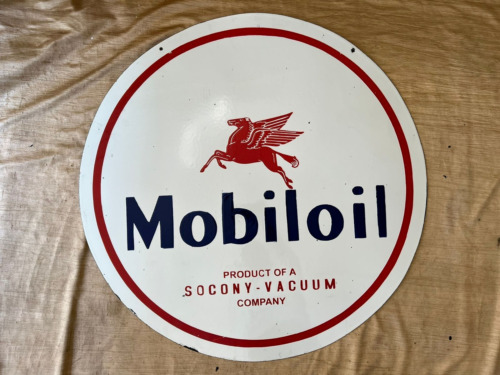 Mobiloil
PRODUCT OF A
SOCONY-VACUUM
COMPANY